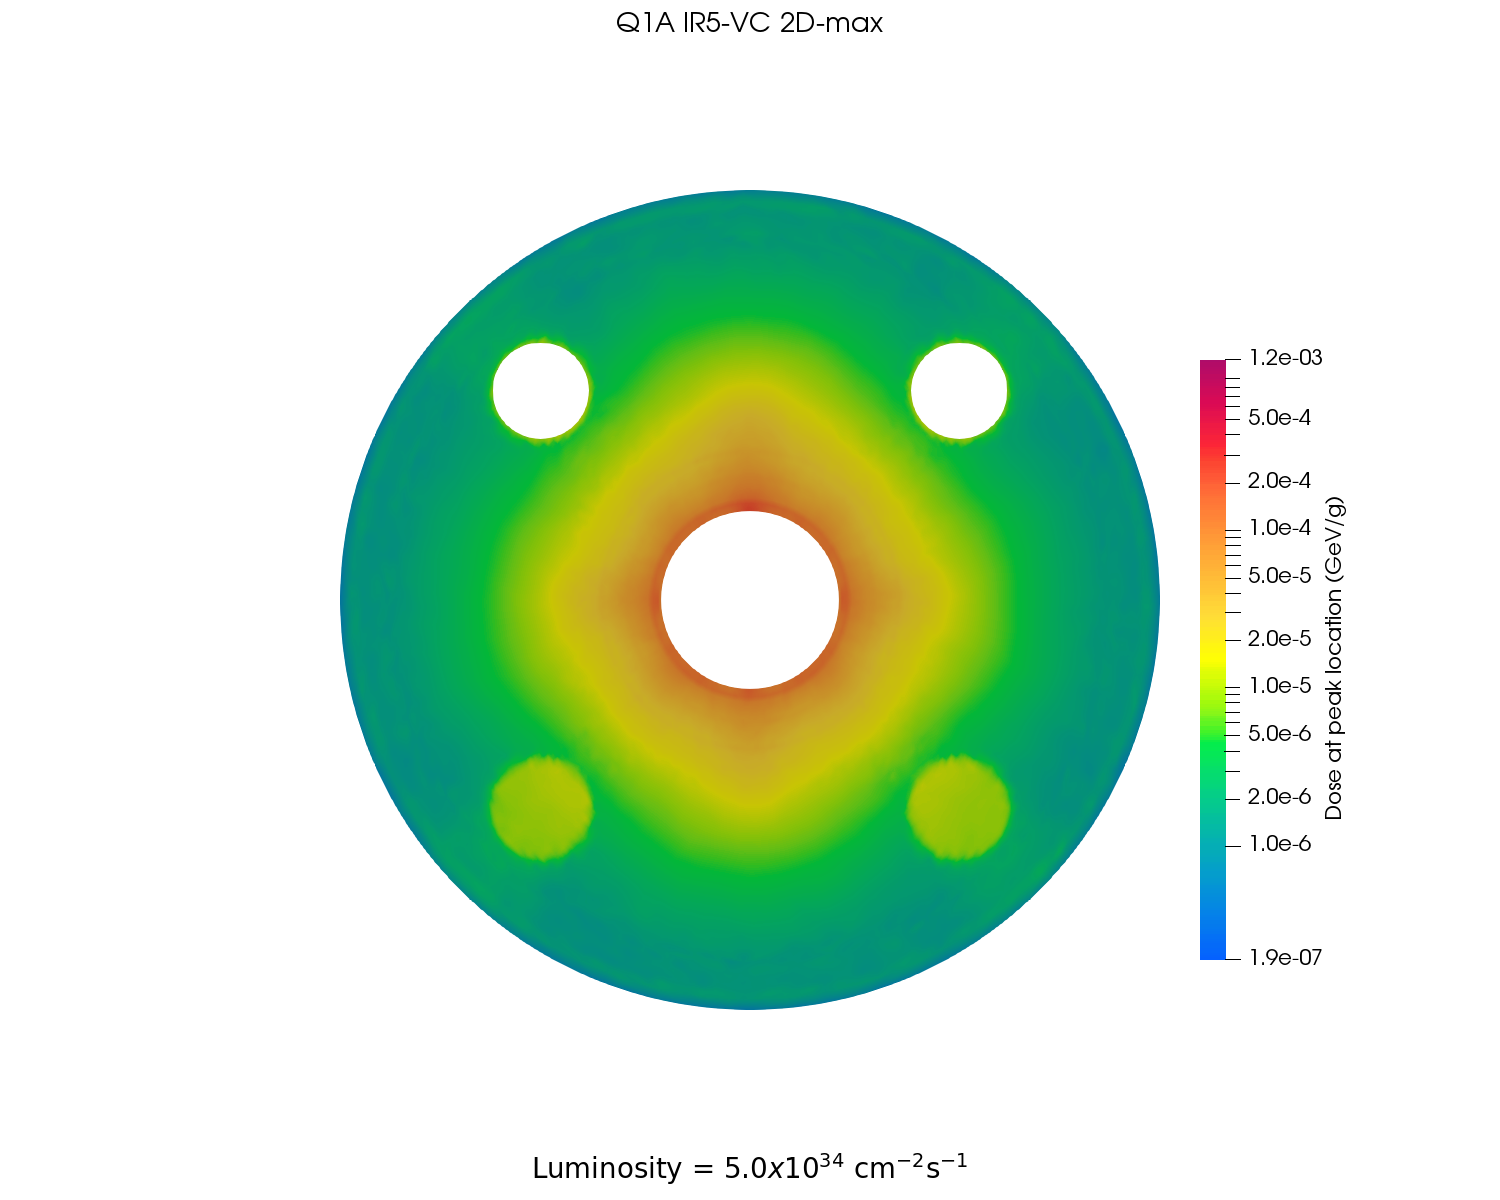 Q1A IR5-VC 2D-max
1.2e-03
5.0e-4
2.0e-4
1.0e-4
5.0e-5
2.0e-5
1.0e-5
5.0e-6
2.0e-6
1.0e-6
1.9e-07
Dose at peak location (GeV/g)
Luminosity = 5.0x10³⁴ cm⁻²s⁻¹